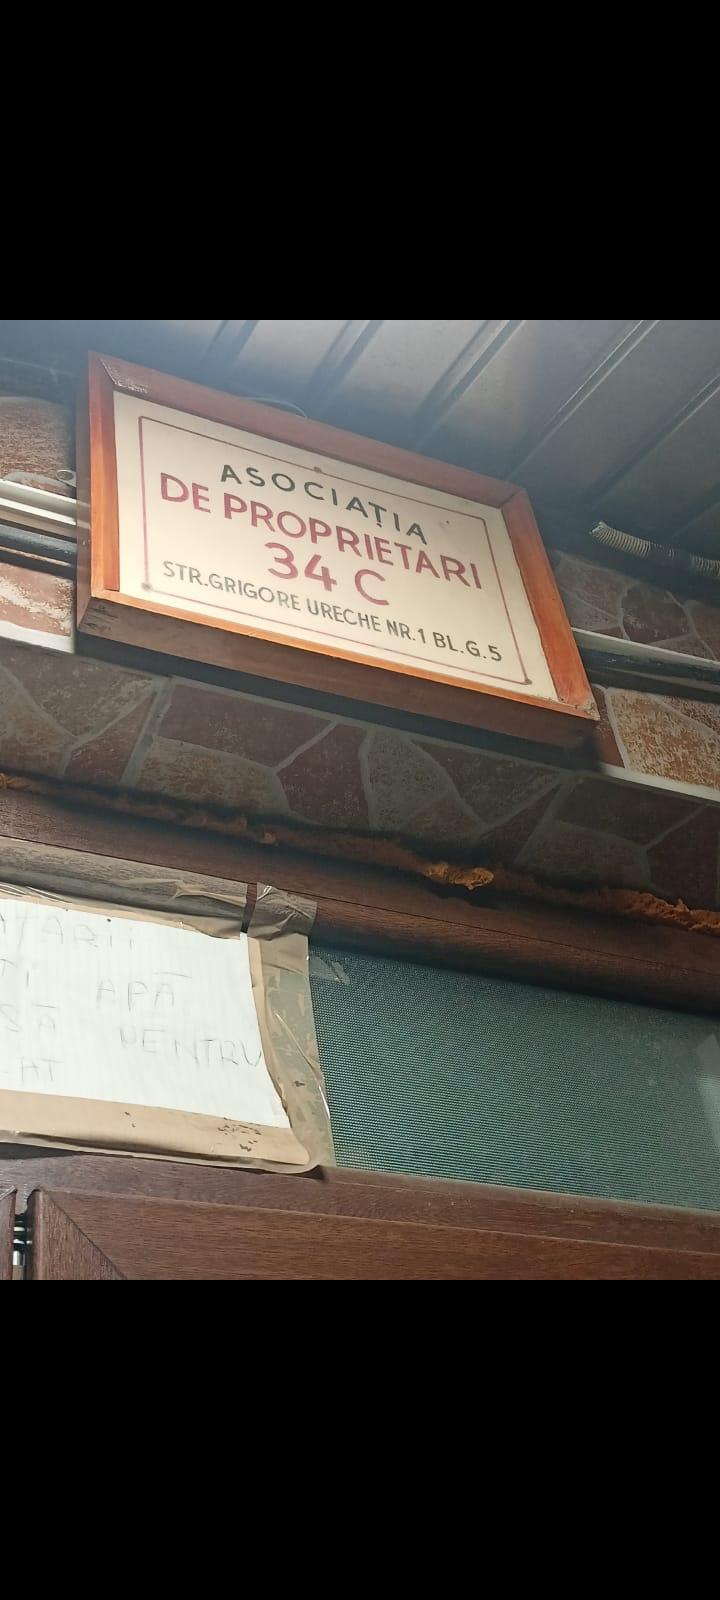 ASOCIAȚIA
DE PROPRIETARI
34 C
STR.GRIGORE URECHE NR.1 BL.G.5
APĂ
PENTRU